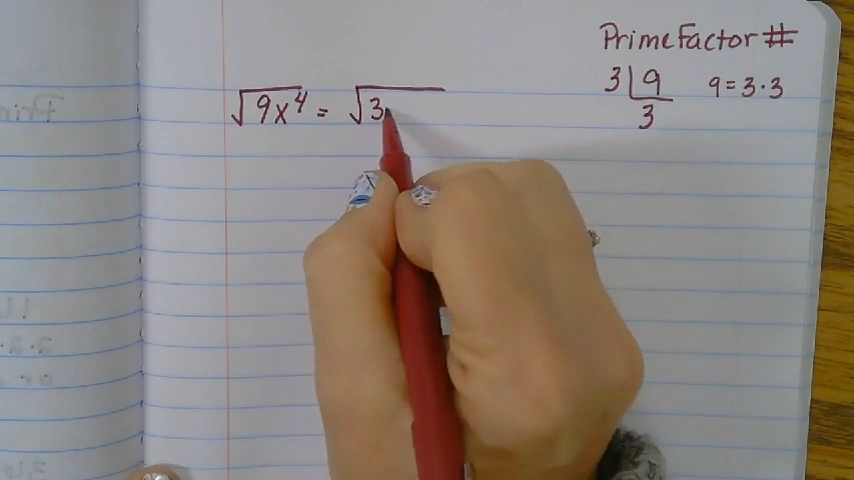 Prime Factor #
3 | 9 9 = 3 · 3
3
√9x⁴ = √3